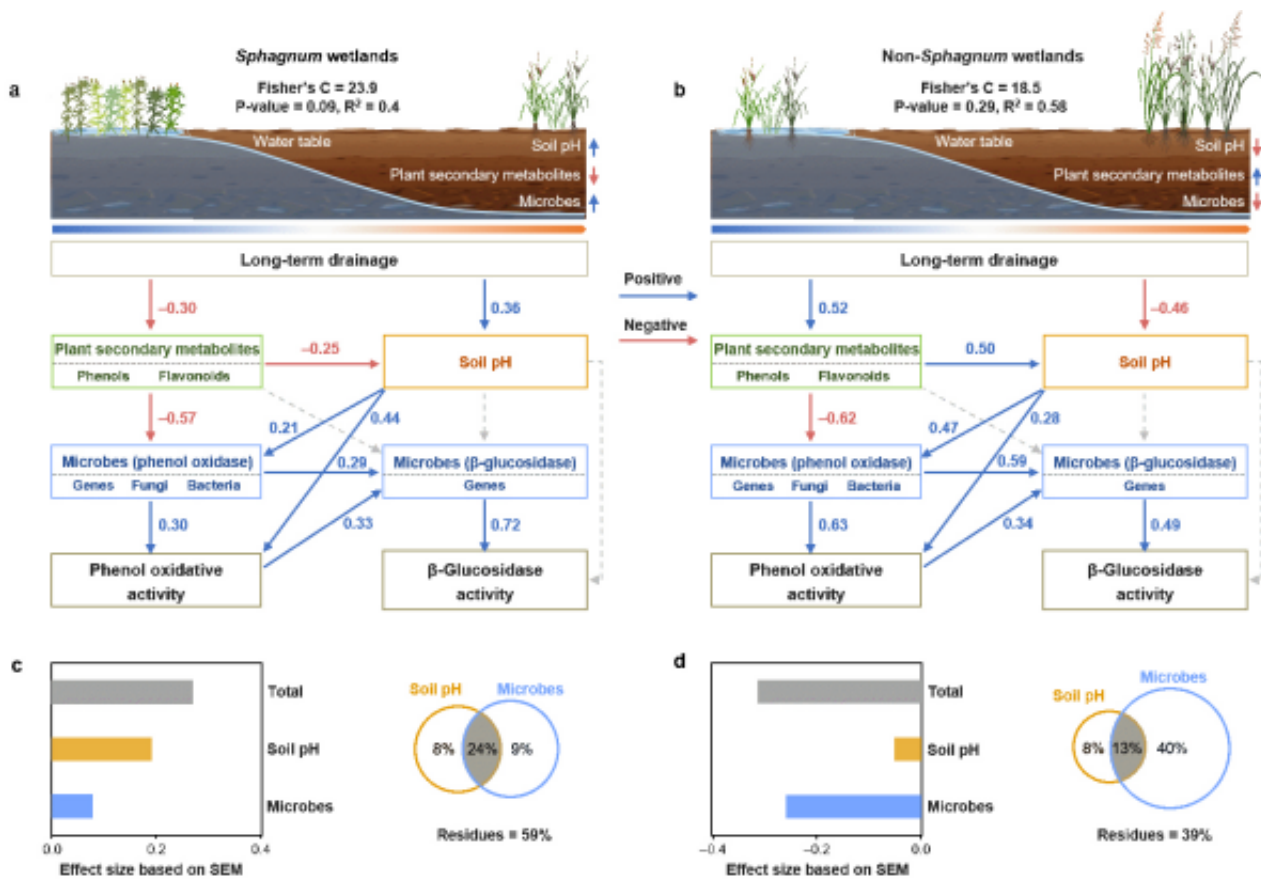 a
Sphagnum wetlands
Fisher's C = 23.9
P-value = 0.09, R² = 0.4
Water table
Soil pH
Plant secondary metabolites
Microbes
Long-term drainage
−0.30
0.36
Plant secondary metabolites
Phenols Flavonoids
−0.25
Soil pH
−0.57
0.21
0.44
Microbes (phenol oxidase)
Genes Fungi Bacteria
0.29
Microbes (β-glucosidase)
Genes
0.30
0.33
0.72
Phenol oxidative
activity
β-Glucosidase
activity
Positive
Negative
b
Non-Sphagnum wetlands
Fisher's C = 18.5
P-value = 0.29, R² = 0.58
Water table
Soil pH
Plant secondary metabolites
Microbes
Long-term drainage
0.52
−0.46
Plant secondary metabolites
Phenols Flavonoids
0.50
Soil pH
−0.62
0.47
0.28
Microbes (phenol oxidase)
Genes Fungi Bacteria
0.59
Microbes (β-glucosidase)
Genes
0.63
0.34
0.49
Phenol oxidative
activity
β-Glucosidase
activity
c
Total
Soil pH
Microbes
0.0 0.2 0.4
Effect size based on SEM
Soil pH Microbes
8% 24% 9%
Residues = 59%
d
Total
Soil pH
Microbes
−0.4 −0.2 0.0
Effect size based on SEM
Microbes
Soil pH
8% 13% 40%
Residues = 39%